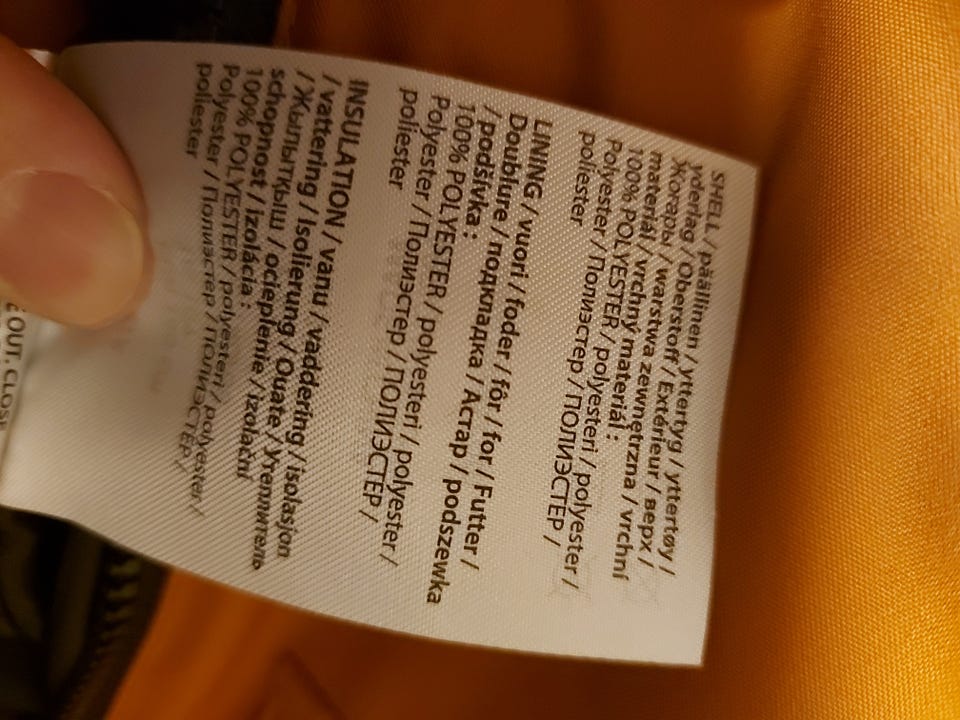 SHELL / päällinen / yttertyg / yttertøy /
yderlag / Oberstoff / Extérieur / верх /
Жоғары / warstwa zewnętrzna / vrchní
materiál / vrchný materiál :
100% POLYESTER / polyesteri / polyester /
Polyester / Полиэстер / ПОЛИЭСТЕР /
poliester
LINING / vuori / foder / fôr / for / Futter /
Doublure / подкладка / Астар / podszewka
/ podšívka :
100% POLYESTER / polyesteri / polyester /
Polyester / Полиэстер / ПОЛИЭСТЕР /
poliester
INSULATION / vanu / vaddering / isolasjon
/ vattering / Isolierung / Ouate / Утеплитель
/ Жылытқыш / ocieplenie / izolační
schopnost / izolácia :
100% POLYESTER / polyesteri / polyester /
Polyester / Полиэстер / ПОЛИЭСТЕР /
poliester
OUT. CLOSE